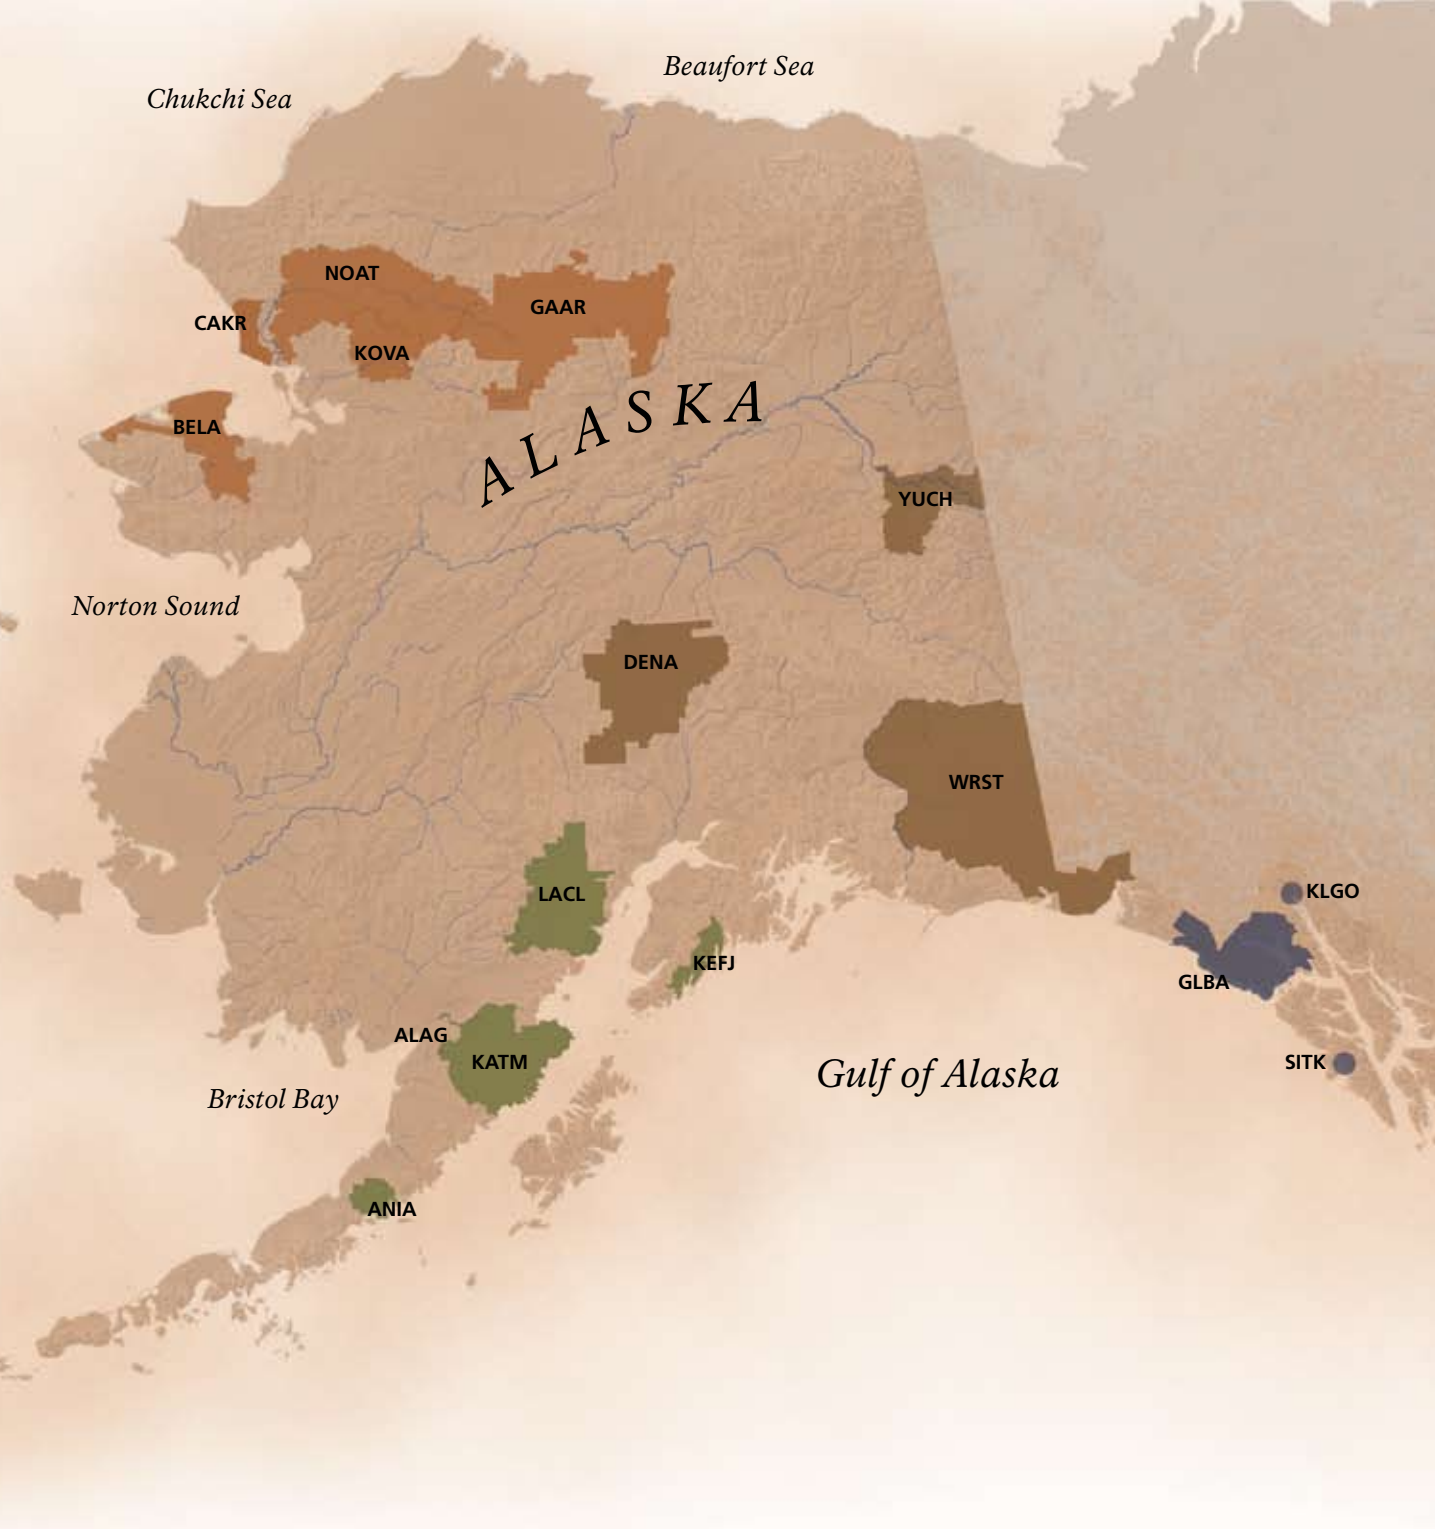 Beaufort Sea
Chukchi Sea
NOAT
GAAR
CAKR
KOVA
ALASKA
BELA
YUCH
Norton Sound
DENA
WRST
KLGO
LACL
KEFJ
GLBA
ALAG
KATM
SITK
Gulf of Alaska
Bristol Bay
ANIA